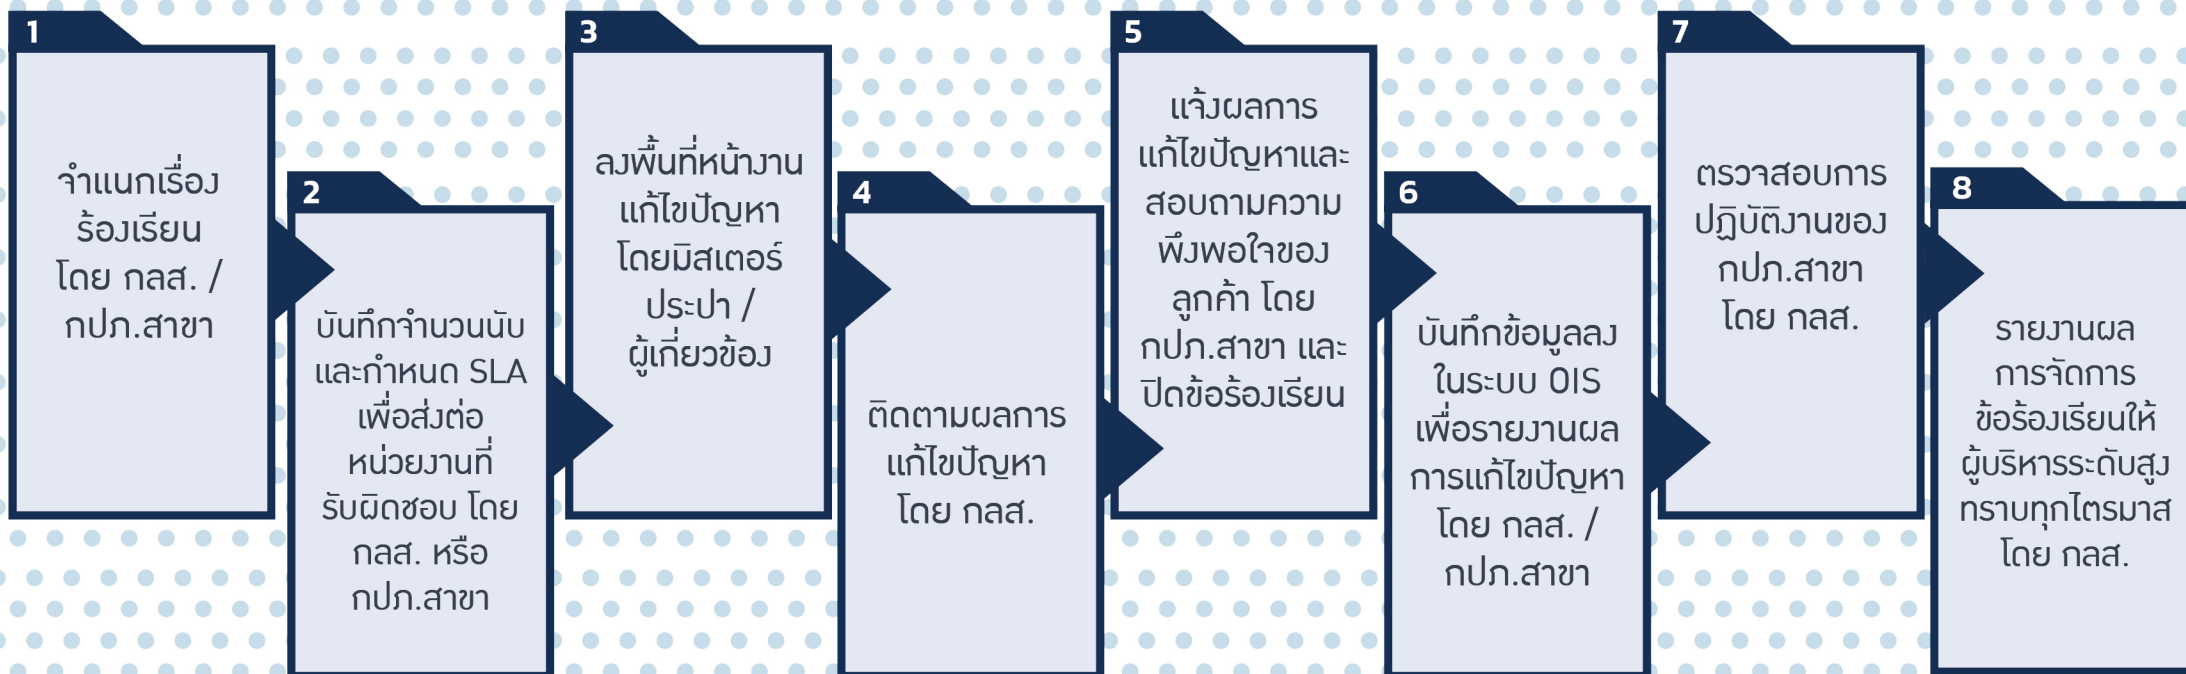 1
จำแนกเรื่อง
ร้องเรียน
โดย กลส. /
กปภ.สาขา
2
บันทึกจำนวนนับ
และกำหนด SLA
เพื่อส่งต่อ
หน่วยงานที่
รับผิดชอบ โดย
กลส. หรือ
กปภ.สาขา
3
ลงพื้นที่หน้างาน
แก้ไขปัญหา
โดยมิสเตอร์
ประปา /
ผู้เกี่ยวข้อง
4
ติดตามผลการ
แก้ไขปัญหา
โดย กลส.
5
แจ้งผลการ
แก้ไขปัญหาและ
สอบถามความ
พึงพอใจของ
ลูกค้า โดย
กปภ.สาขา และ
ปิดข้อร้องเรียน
6
บันทึกข้อมูลลง
ในระบบ OIS
เพื่อรายงานผล
การแก้ไขปัญหา
โดย กลส. /
กปภ.สาขา
7
ตรวจสอบการ
ปฏิบัติงานของ
กปภ.สาขา
โดย กลส.
8
รายงานผล
การจัดการ
ข้อร้องเรียนให้
ผู้บริหารระดับสูง
ทราบทุกไตรมาส
โดย กลส.